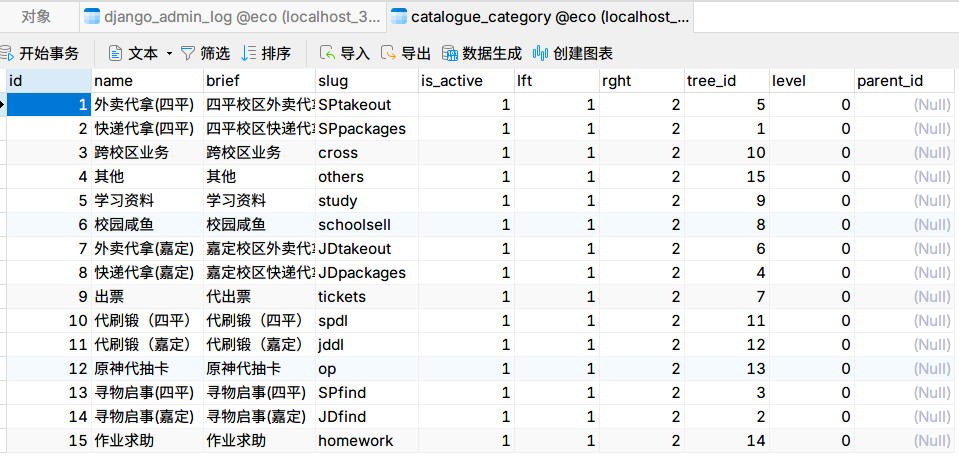 对象 django_admin_log @eco (localhost_3... catalogue_category @eco (localhost_...
开始事务 文本 筛选 排序 导入 导出 数据生成 创建图表
id name brief slug is_active lft rght tree_id level parent_id
1 外卖代拿(四平) 四平校区外卖代拿 SPtakeout 1 1 2 5 0 (Null)
2 快递代拿(四平) 四平校区快递代拿 SPpackages 1 1 2 1 0 (Null)
3 跨校区业务 跨校区业务 cross 1 1 2 10 0 (Null)
4 其他 其他 others 1 1 2 15 0 (Null)
5 学习资料 学习资料 study 1 1 2 9 0 (Null)
6 校园咸鱼 校园咸鱼 schoolsell 1 1 2 8 0 (Null)
7 外卖代拿(嘉定) 嘉定校区外卖代拿 JDtakeout 1 1 2 6 0 (Null)
8 快递代拿(嘉定) 嘉定校区快递代拿 JDpackages 1 1 2 4 0 (Null)
9 出票 代出票 tickets 1 1 2 7 0 (Null)
10 代刷锻（四平） 代刷锻（四平） spdl 1 1 2 11 0 (Null)
11 代刷锻（嘉定） 代刷锻（嘉定） jddl 1 1 2 12 0 (Null)
12 原神代抽卡 原神代抽卡 op 1 1 2 13 0 (Null)
13 寻物启事(四平) 寻物启事(四平) SPfind 1 1 2 3 0 (Null)
14 寻物启事(嘉定) 寻物启事(嘉定) JDfind 1 1 2 2 0 (Null)
15 作业求助 作业求助 homework 1 1 2 14 0 (Null)